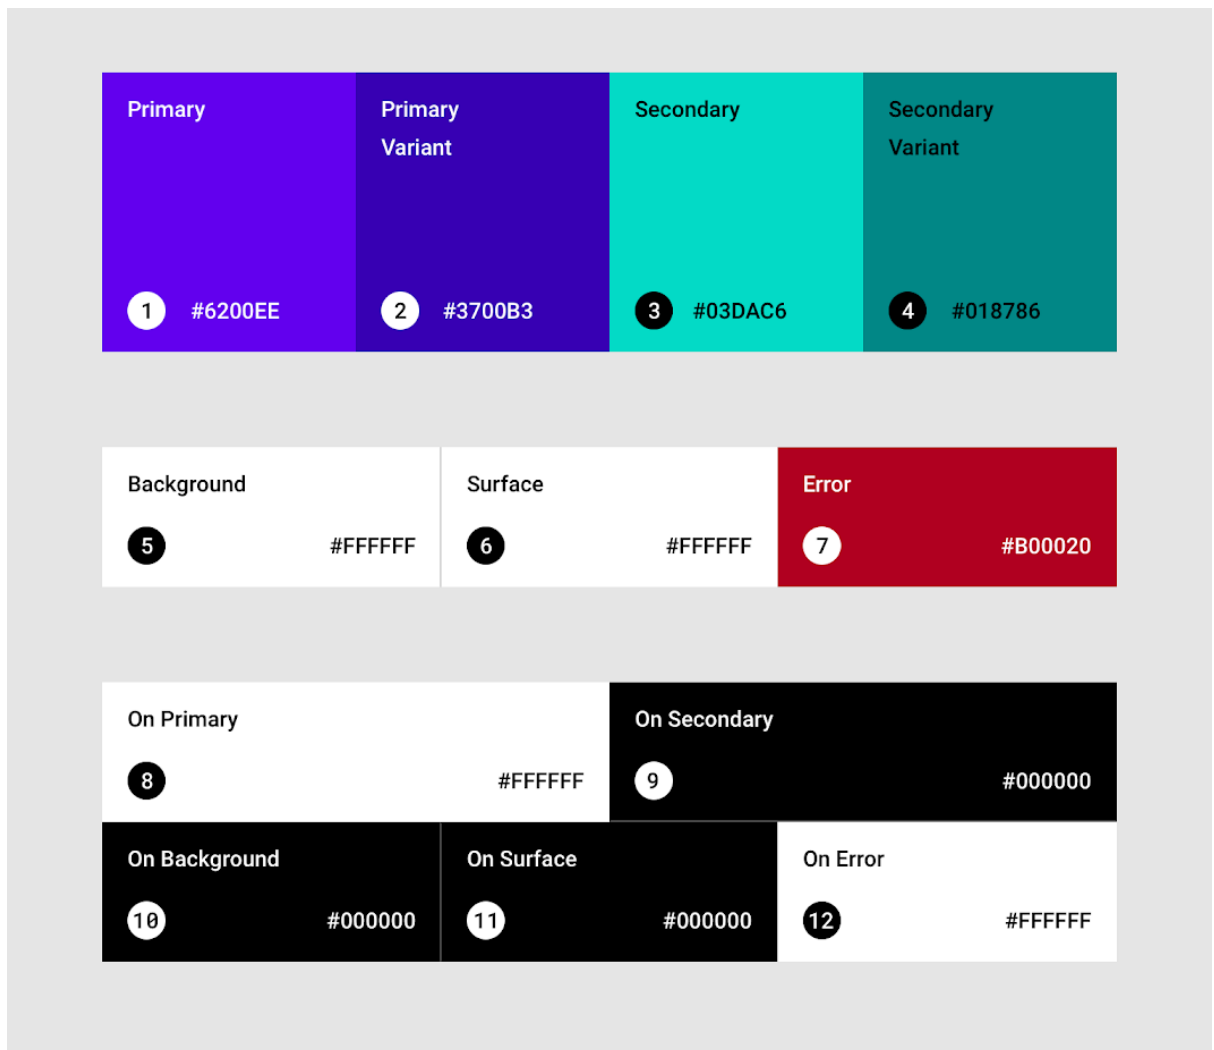 Primary
Primary
Variant
Secondary
Secondary
Variant
1 #6200EE
2 #3700B3
3 #03DAC6
4 #018786
Background
Surface
Error
5 #FFFFFF
6 #FFFFFF
7 #B00020
On Primary
On Secondary
8 #FFFFFF
9 #000000
On Background
On Surface
On Error
10 #000000
11 #000000
12 #FFFFFF